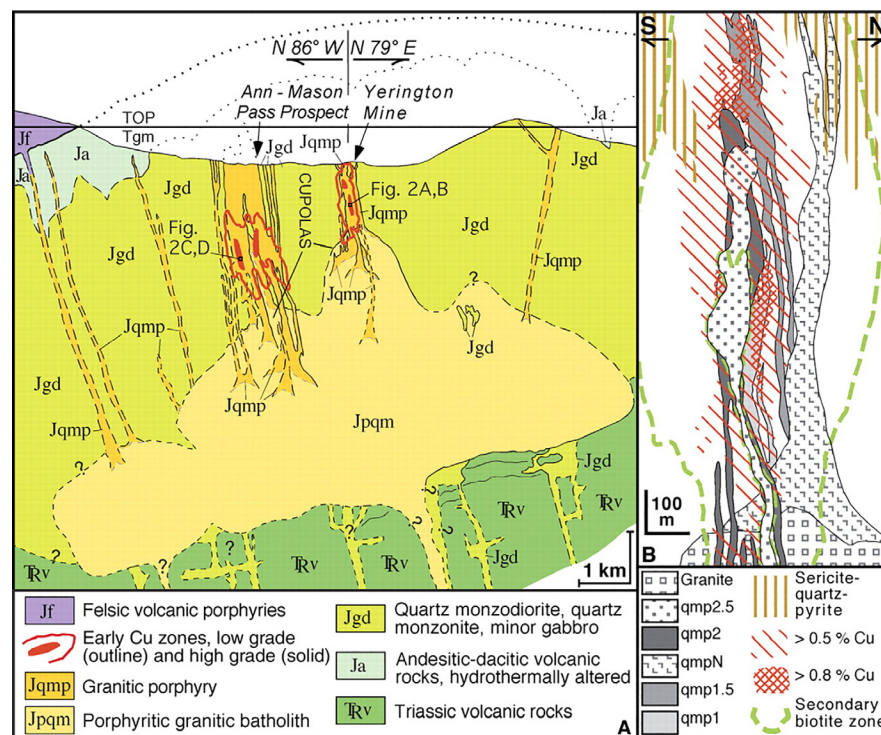 N 86° W N 79° E
Ann - Mason
Pass Prospect
Yerington
Mine
TOP
Tgm
Jf
Ja
Ja
Jgd
Jqmp
Ja
Jgd
Jgd
Jgd
Fig. 2A,B
Jqmp
CUPOLAS
Fig.
2C,D
Jgd
Jqmp
Jqmp
Jqmp
?
Jgd
Jqmp
Jqmp
Jpqm
?
Jgd
?
?
?
?
?
?
TRv
TRv
TRv
TRv
TRv
Jgd
1 km
Jf Felsic volcanic porphyries
Early Cu zones, low grade
(outline) and high grade (solid)
Jqmp Granitic porphyry
Jpqm Porphyritic granitic batholith
Jgd Quartz monzodiorite, quartz
monzonite, minor gabbro
Ja Andesitic-dacitic volcanic
rocks, hydrothermally altered
TRv Triassic volcanic rocks
A
S N
?
100
m
B
Granite
qmp2.5
qmp2
qmpN
qmp1.5
qmp1
Sericite-
quartz-
pyrite
> 0.5 % Cu
> 0.8 % Cu
Secondary
biotite zone